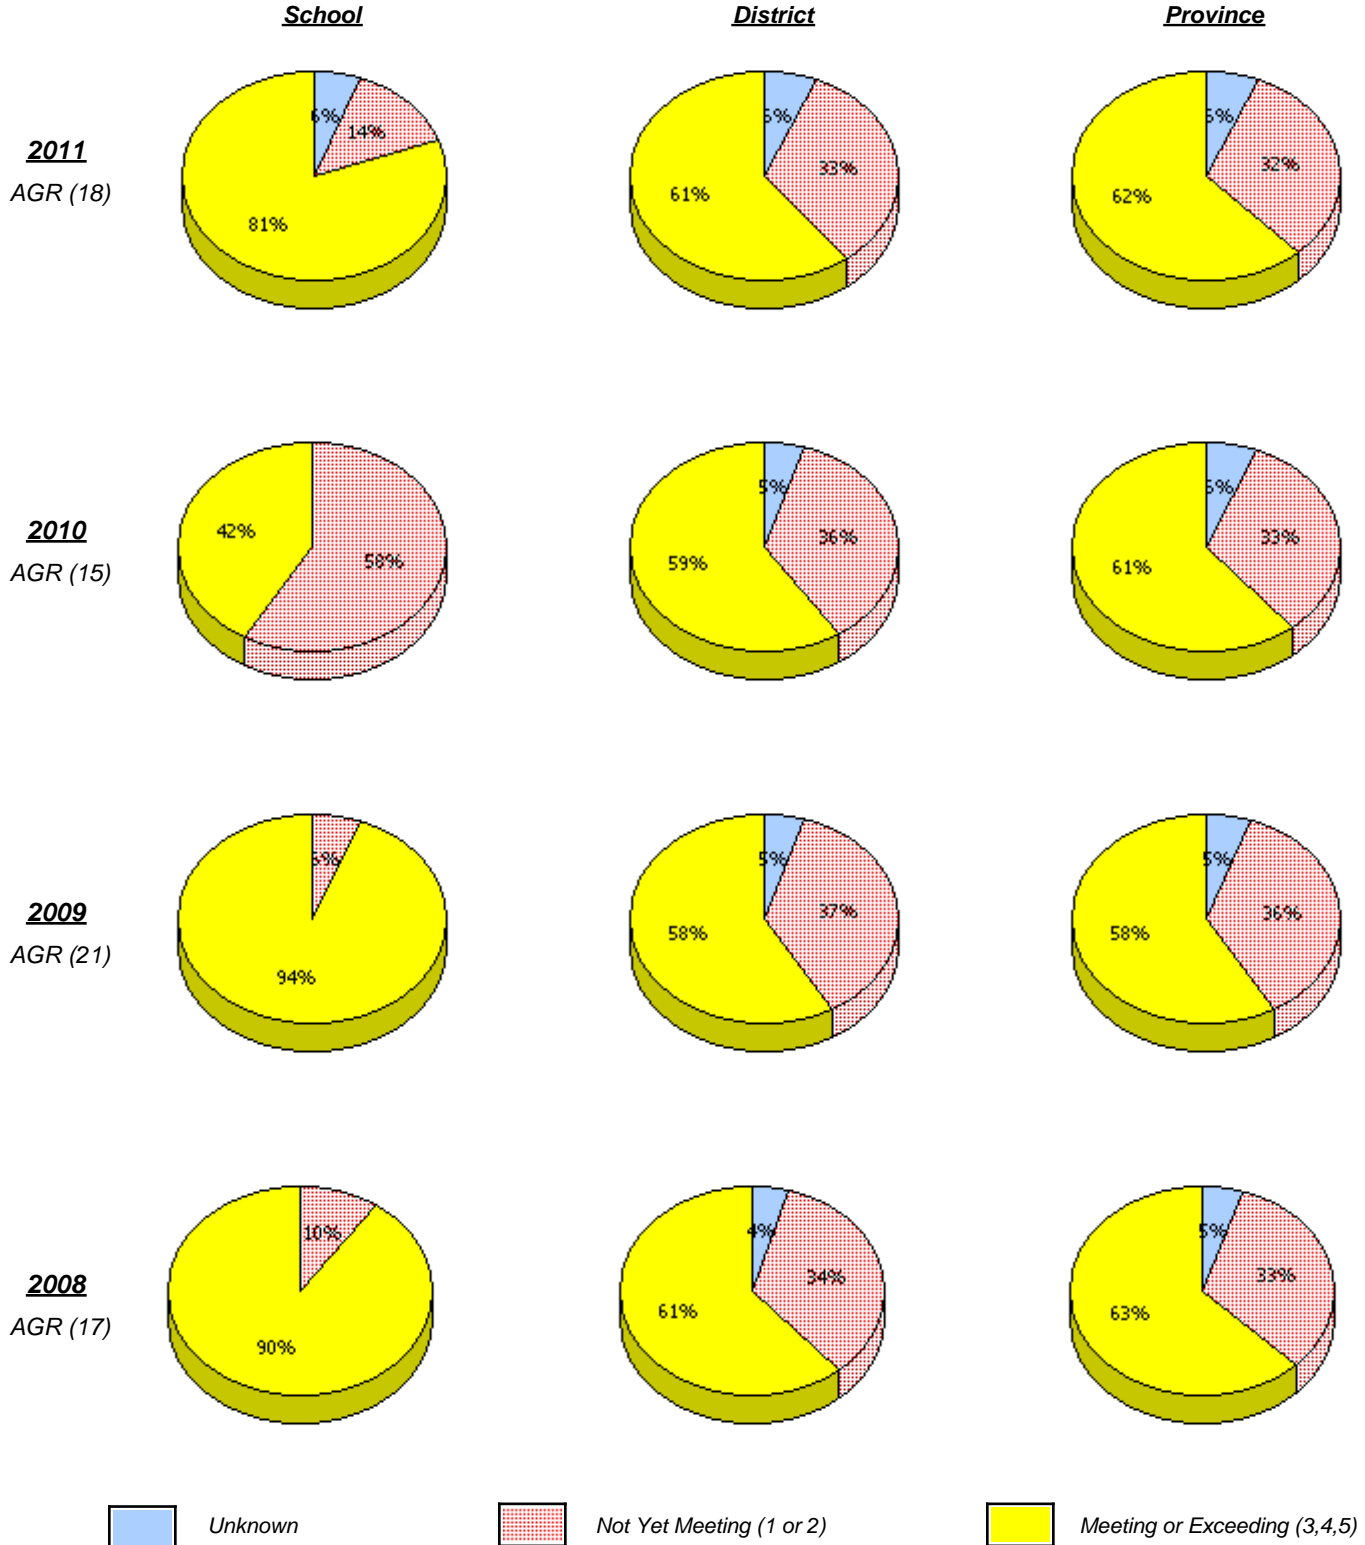 School District Province
2011
AGR (18)
6% 14% 81%
6% 33% 61%
6% 32% 62%
2010
AGR (15)
42% 58%
5% 36% 59%
6% 33% 61%
2009
AGR (21)
6% 94%
5% 37% 58%
5% 36% 58%
2008
AGR (17)
10% 90%
4% 34% 61%
5% 33% 63%
Unknown
Not Yet Meeting (1 or 2)
Meeting or Exceeding (3,4,5)